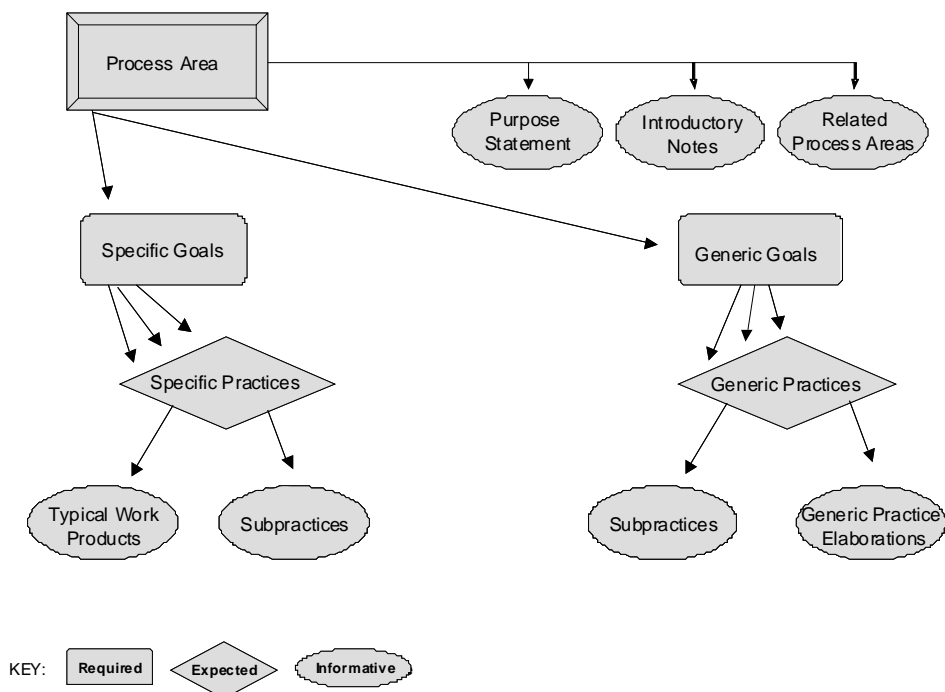 Process Area
Purpose
Statement
Introductory
Notes
Related
Process Areas
Specific Goals
Generic Goals
Specific Practices
Generic Practices
Typical Work
Products
Subpractices
Subpractices
Generic Practice
Elaborations
KEY:
Required
Expected
Informative